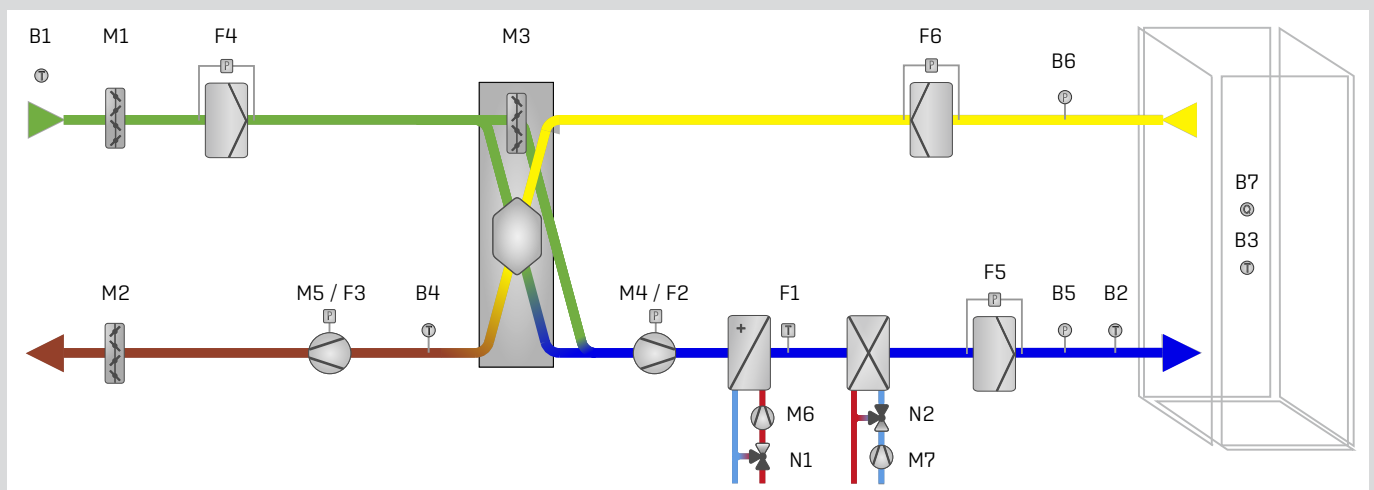 B1 M1 F4 M3 F6 B6
T P P P
B7
Q
B3
T
M2 M5 / F3 B4 M4 / F2 F1 F5 B5 B2
P T P T P P T
+
M6 N2
N1 M7